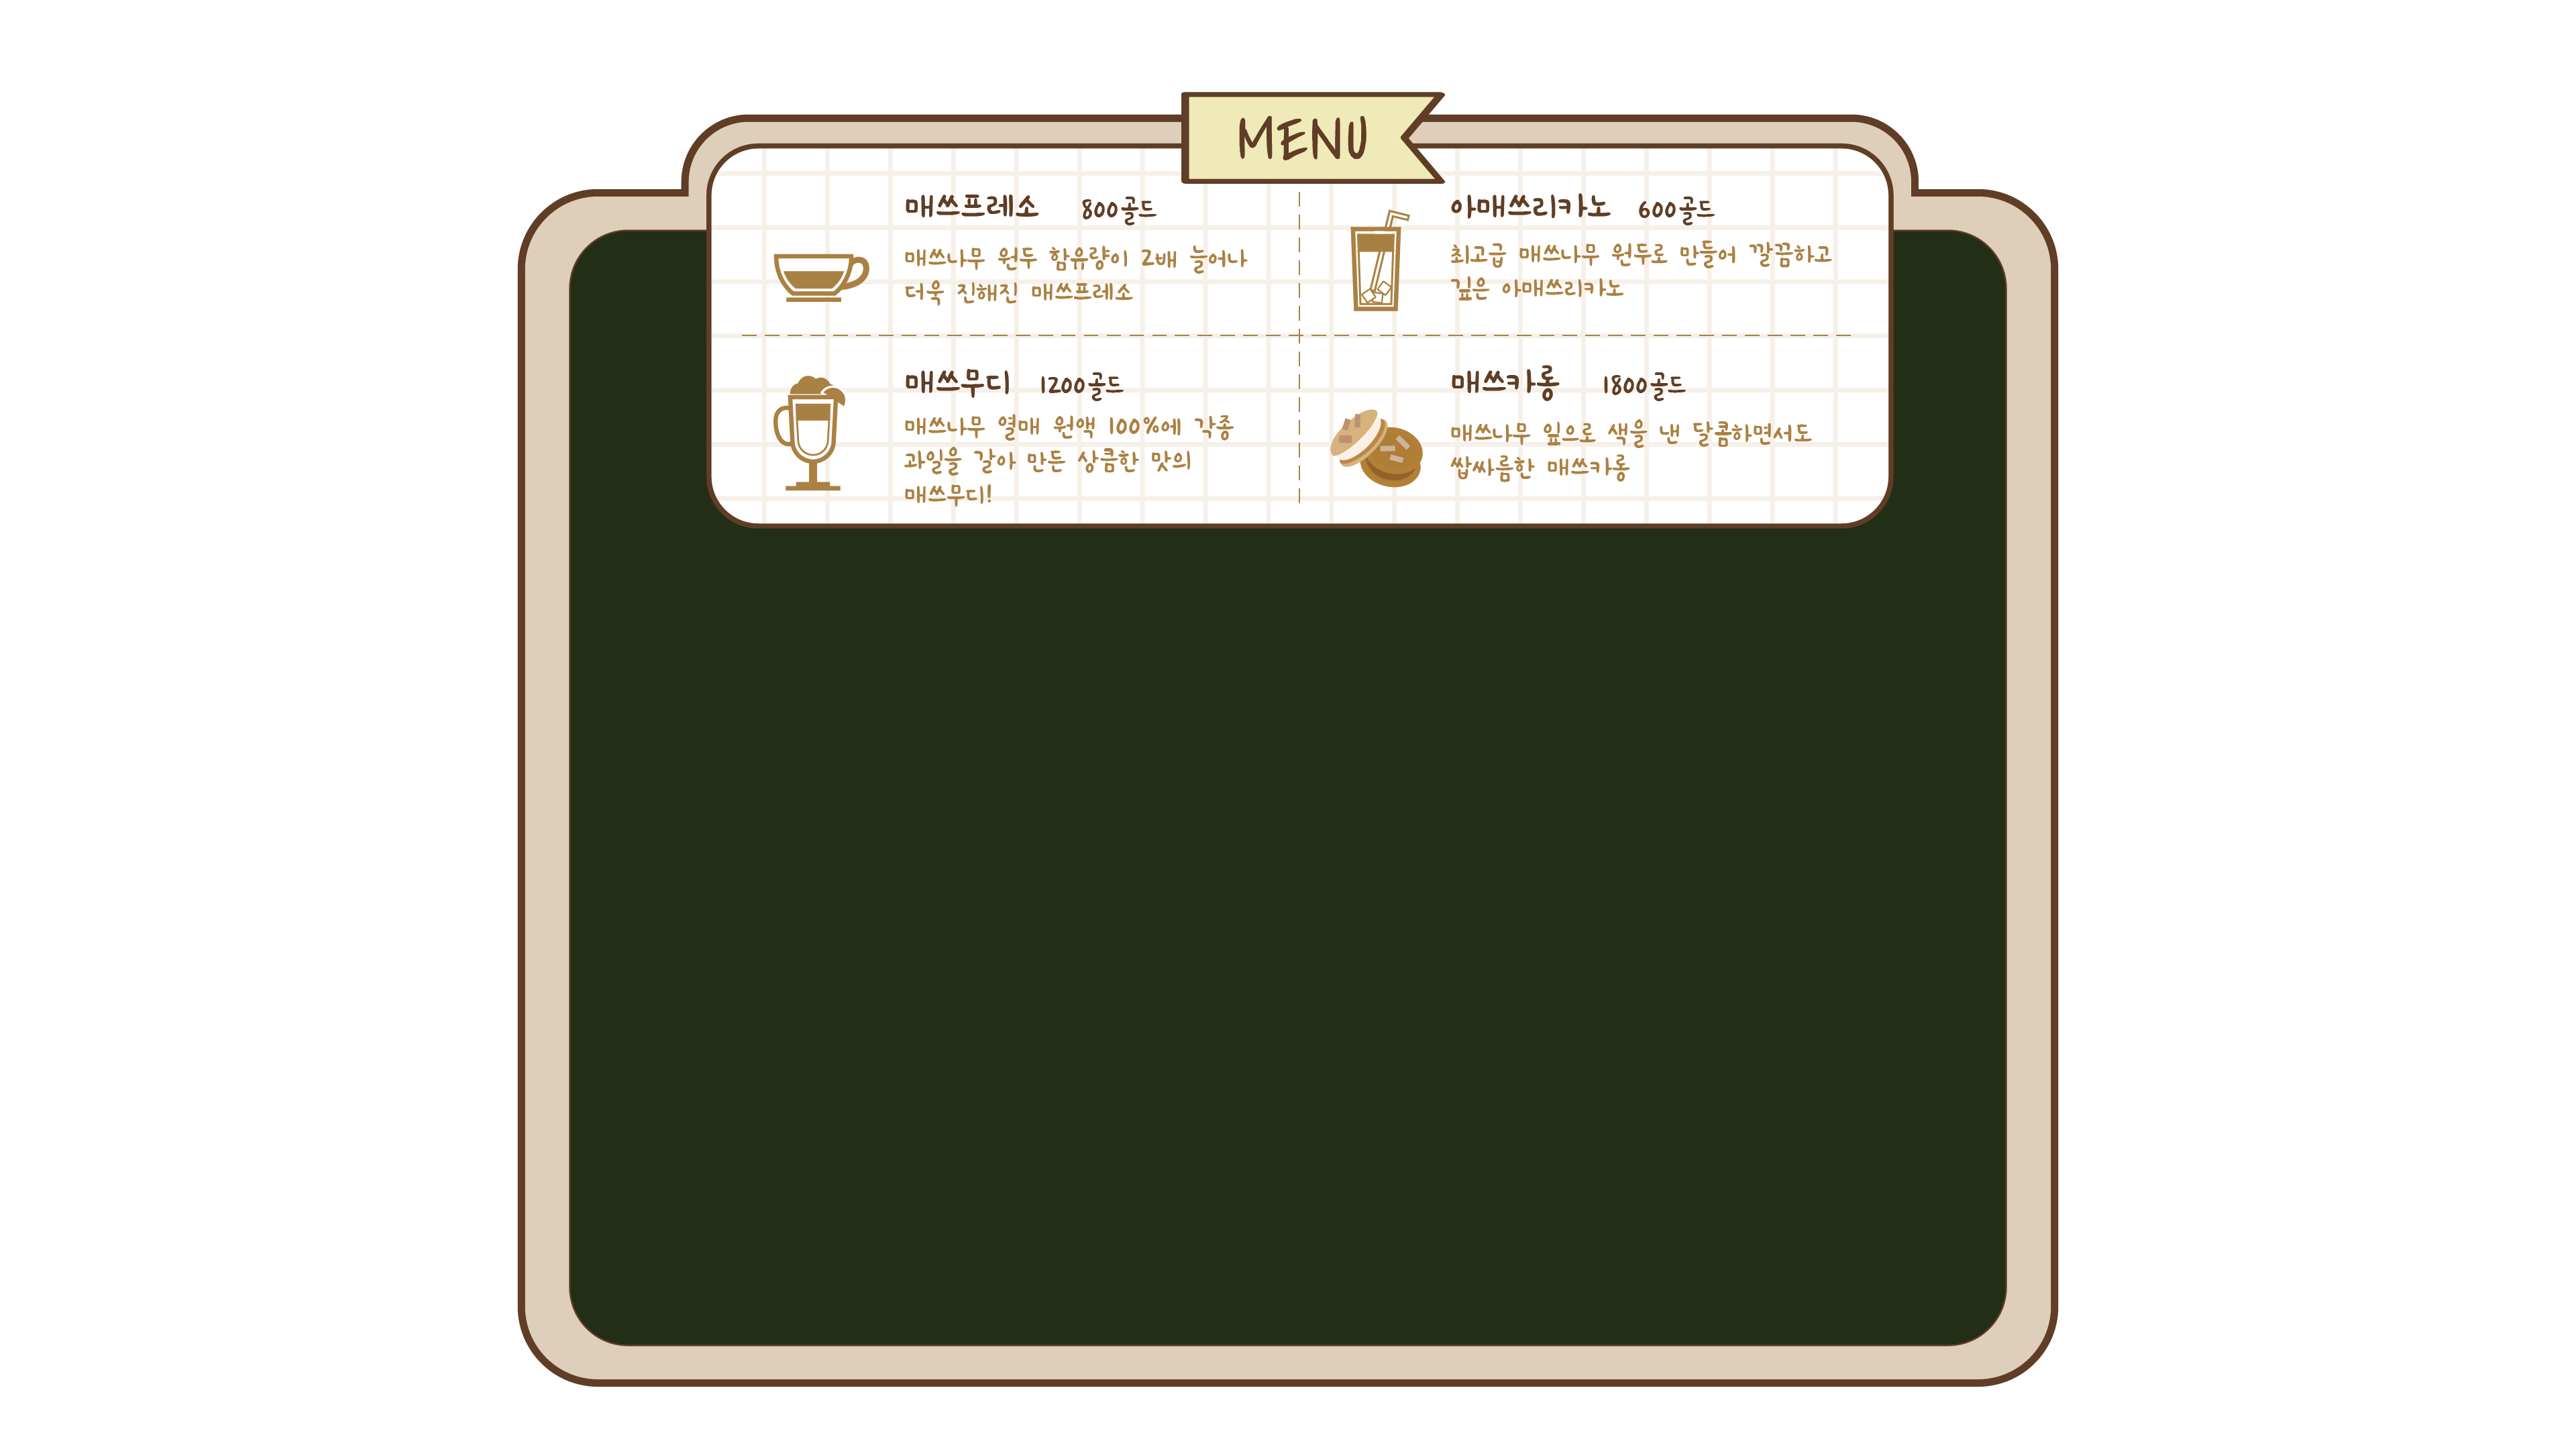 MENU
매쓰프레소 800골드
매쓰나무 원두 함유량이 2배 늘어나
더욱 진해진 매쓰프레소
아매쓰리카노 600골드
최고급 매쓰나무 원두로 만들어 깔끔하고
깊은 아매쓰리카노
매쓰무디 1200골드
매쓰나무 열매 원액 100%에 각종
과일을 갈아 만든 상큼한 맛의
매쓰무디!
매쓰카롱 1800골드
매쓰나무 잎으로 색을 낸 달콤하면서도
쌉싸름한 매쓰카롱